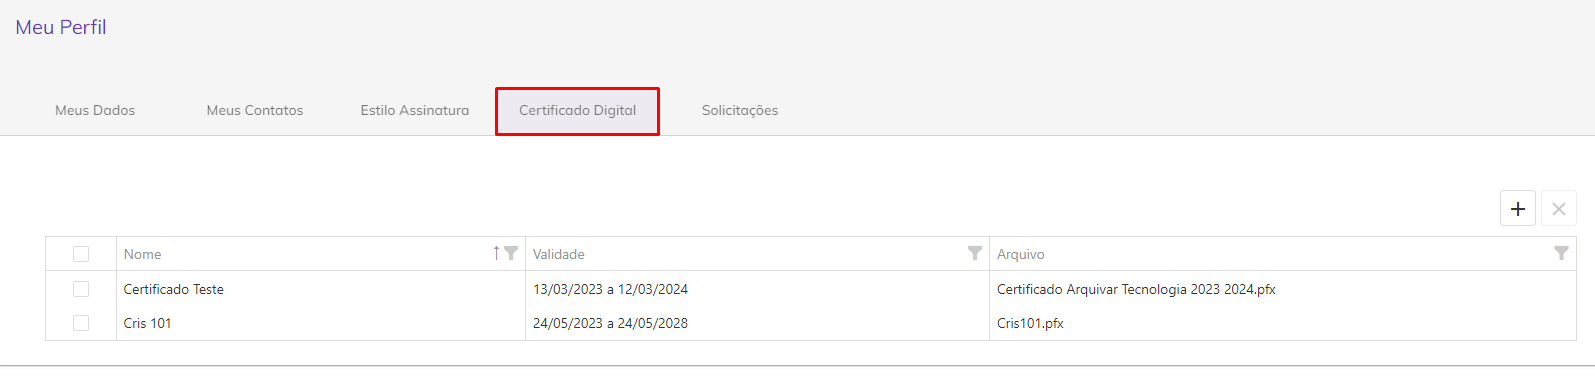 Meu Perfil
Meus Dados Meus Contatos Estilo Assinatura Certificado Digital Solicitações
Nome Validade Arquivo
Certificado Teste 13/03/2023 a 12/03/2024 Certificado Arquivar Tecnologia 2023 2024.pfx
Cris 101 24/05/2023 a 24/05/2028 Cris101.pfx